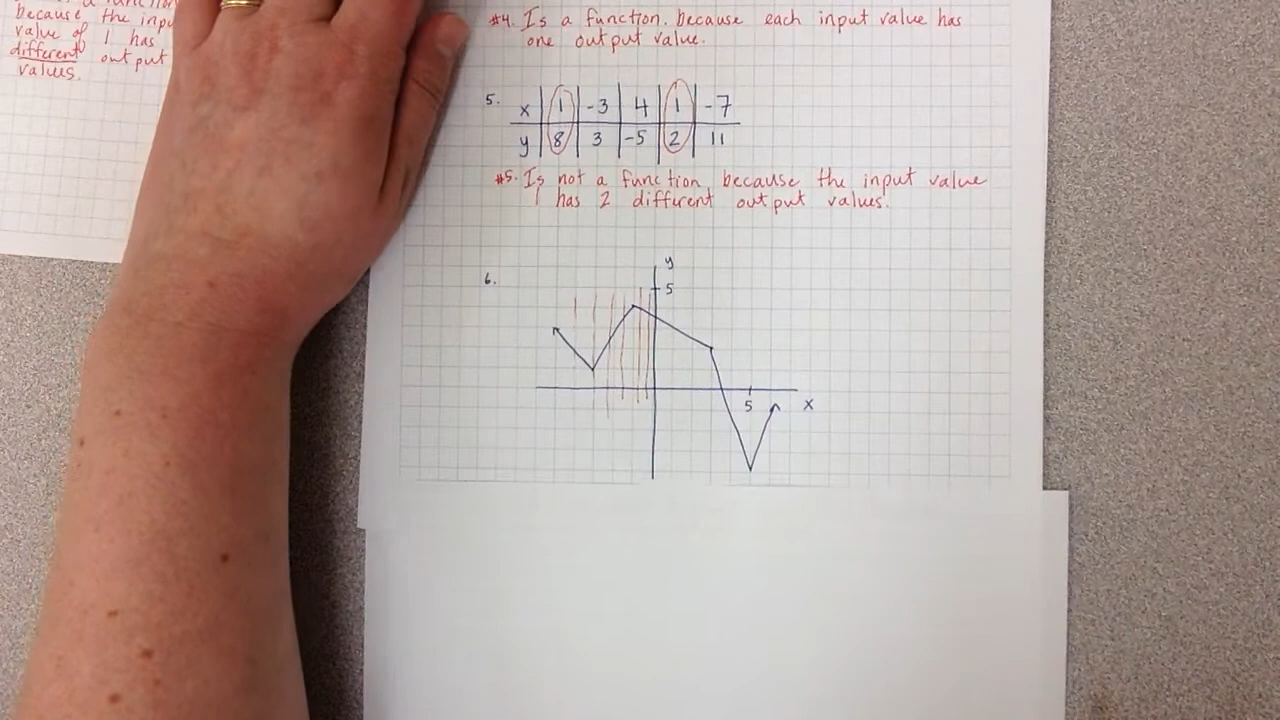 because the
value of 1 has
different output
values.
#4. Is a function. because each input value has
one output value.
5. x | 1 | -3 | 4 | 1 | -7
y | 8 | 3 | -5 | 2 | 11
#5. Is not a function because the input value
1 has 2 different output values.
6.
y
5
5 x